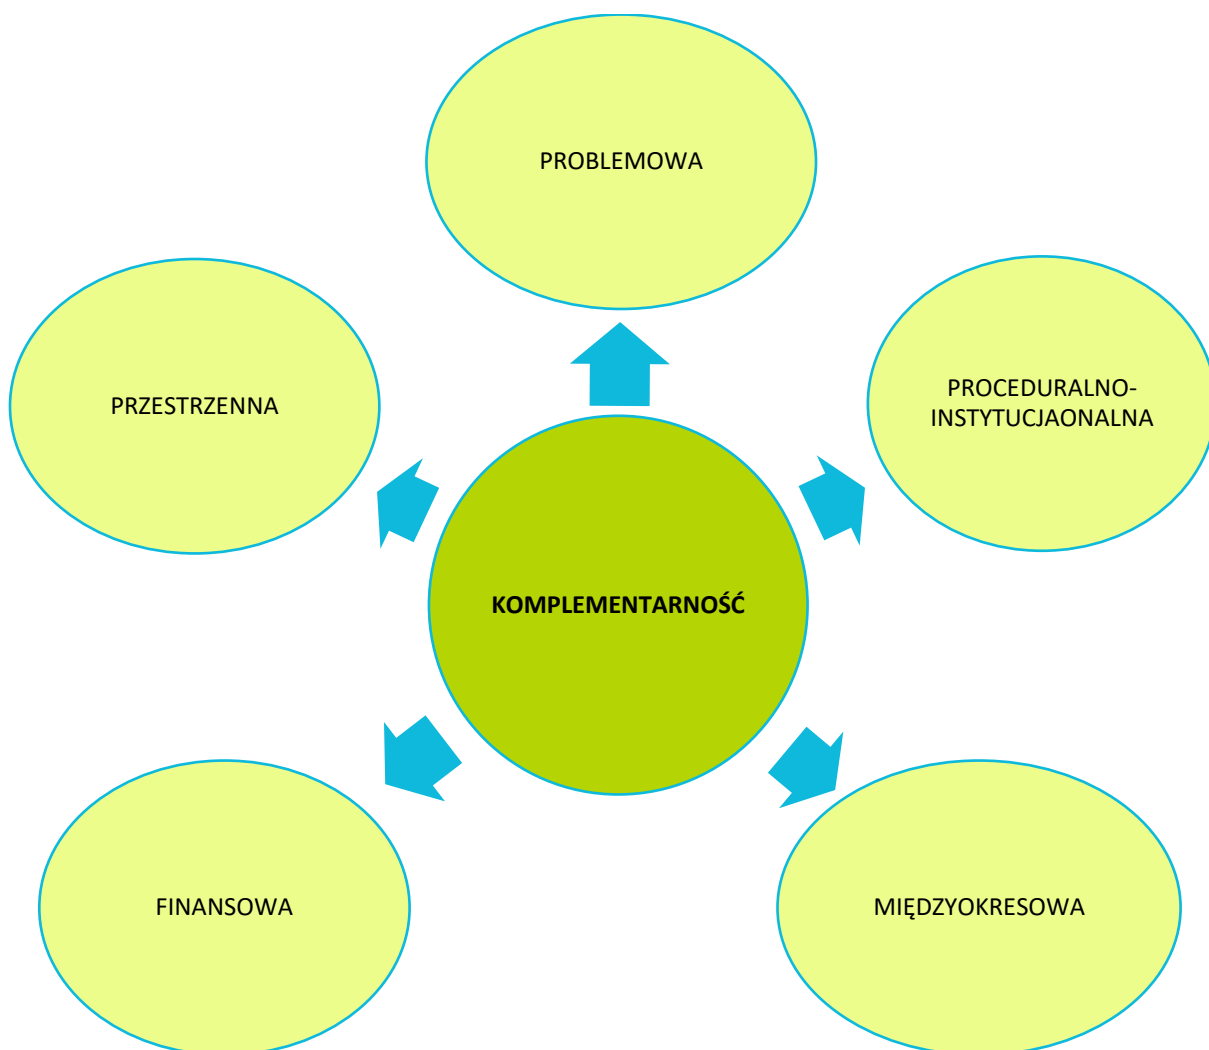 PROBLEMOWA
PRZESTRZENNA
PROCEDURALNO-
INSTYTUCJAONALNA
KOMPLEMENTARNOŚĆ
FINANSOWA
MIĘDZYOKRESOWA